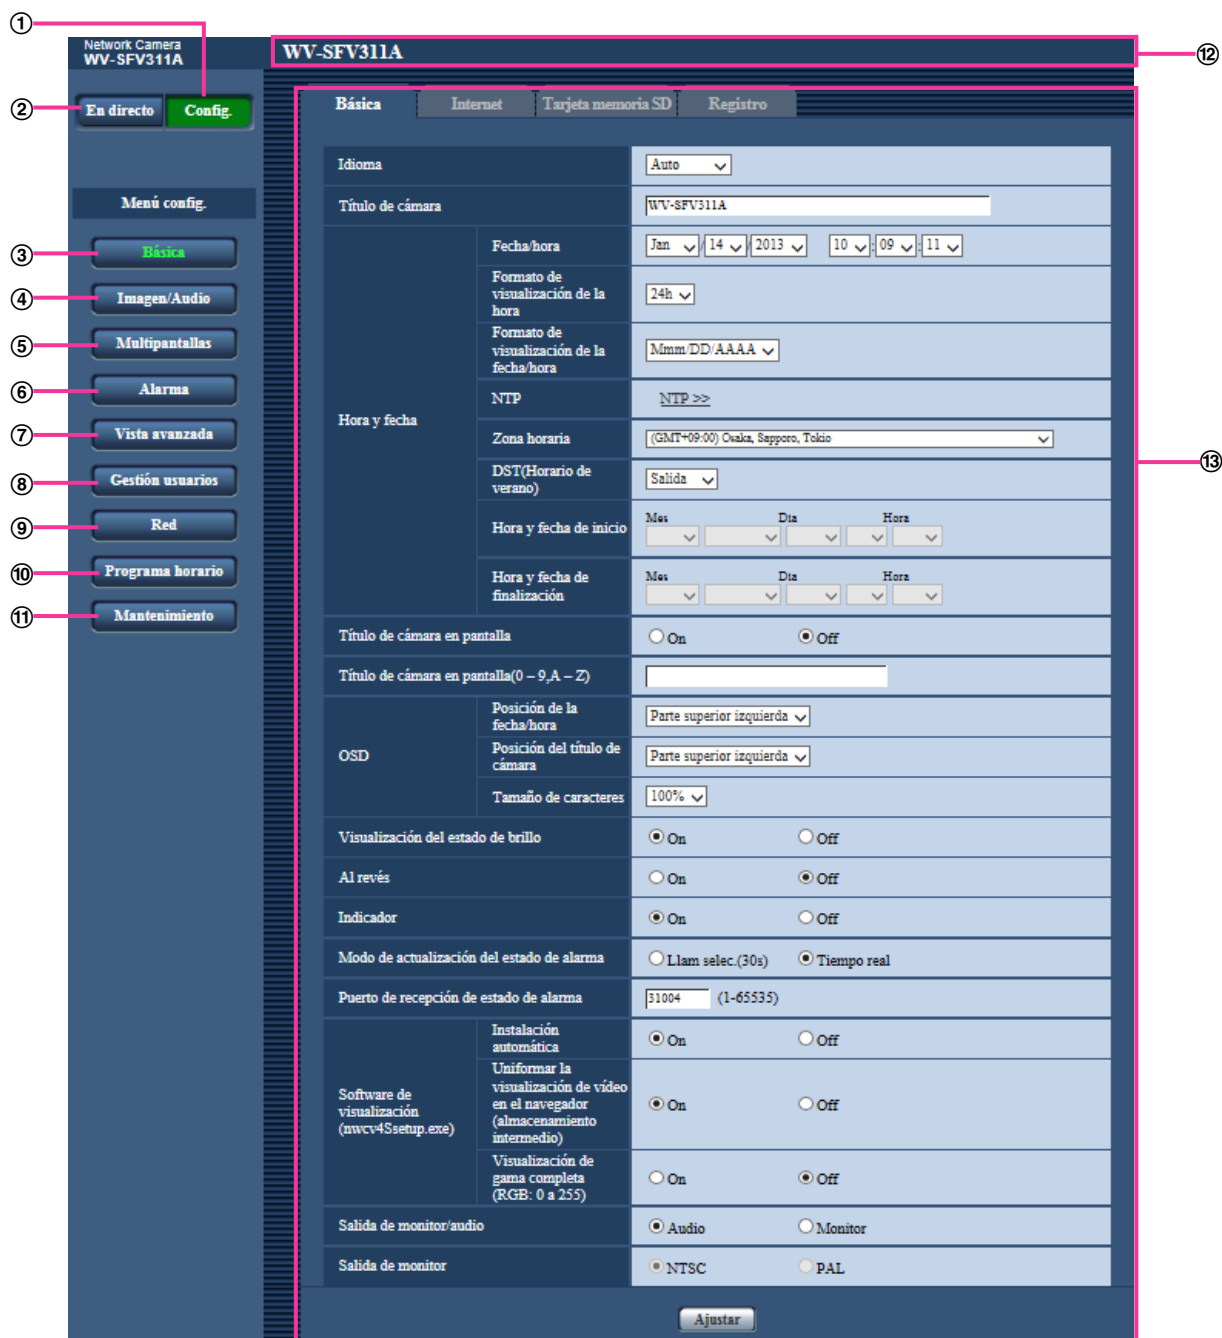 ①
Network Camera
WV-SFV311A
WV-SFV311A
⑫
②
En directo
Config.
Básica
Internet
Tarjeta memoria SD
Registro
⑬
Menú config.
③
Básica
④
Imagen/Audio
⑤
Multipantallas
⑥
Alarma
⑦
Vista avanzada
⑧
Gestión usuarios
⑨
Red
⑩
Programa horario
⑪
Mantenimiento
Idioma
Auto
Título de cámara
WV-SFV311A
Hora y fecha
Fecha/hora
Jan / 14 / 2013 10 : 09 : 11
Formato de
visualización de la
hora
24h
Formato de
visualización de la
fecha/hora
Mmm/DD/AAAA
NTP
NTP >>
Zona horaria
(GMT+09:00) Osaka, Sapporo, Tokio
DST(Horario de
verano)
Salida
Hora y fecha de inicio
Mes Dia Hora
Hora y fecha de
finalización
Mes Dia Hora
Título de cámara en pantalla
On Off
Título de cámara en pantalla(0 – 9,A – Z)
OSD
Posición de la
fecha/hora
Parte superior izquierda
Posición del título de
cámara
Parte superior izquierda
Tamaño de caracteres
100%
Visualización del estado de brillo
On Off
Al revés
On Off
Indicador
On Off
Modo de actualización del estado de alarma
Llam selec.(30s) Tiempo real
Puerto de recepción de estado de alarma
31004 (1-65535)
Software de
visualización
(nwcv4Ssetup.exe)
Instalación
automática
On Off
Uniformar la
visualización de vídeo
en el navegador
(almacenamiento
intermedio)
On Off
Visualización de
gama completa
(RGB: 0 a 255)
On Off
Salida de monitor/audio
Audio Monitor
Salida de monitor
NTSC PAL
Ajustar